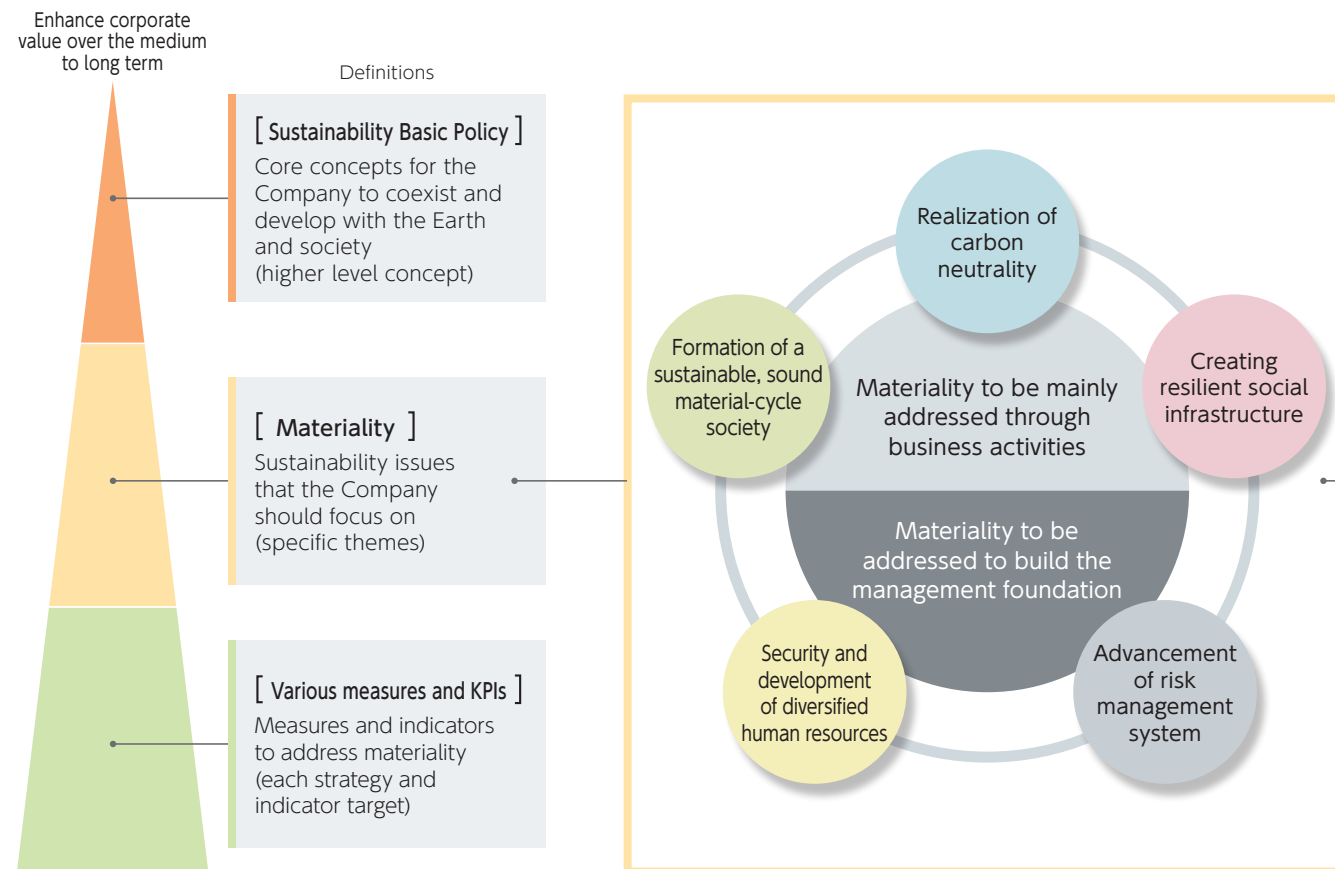 Enhance corporate
value over the medium
to long term
Definitions
[ Sustainability Basic Policy ]
Core concepts for the
Company to coexist and
develop with the Earth
and society
(higher level concept)
[ Materiality ]
Sustainability issues
that the Company
should focus on
(specific themes)
[ Various measures and KPIs ]
Measures and indicators
to address materiality
(each strategy and
indicator target)
Realization of
carbon
neutrality
Formation of a
sustainable, sound
material-cycle
society
Creating
resilient social
infrastructure
Materiality to be mainly
addressed through
business activities
Materiality to be
addressed to build the
management foundation
Security and
development
of diversified
human resources
Advancement
of risk
management
system